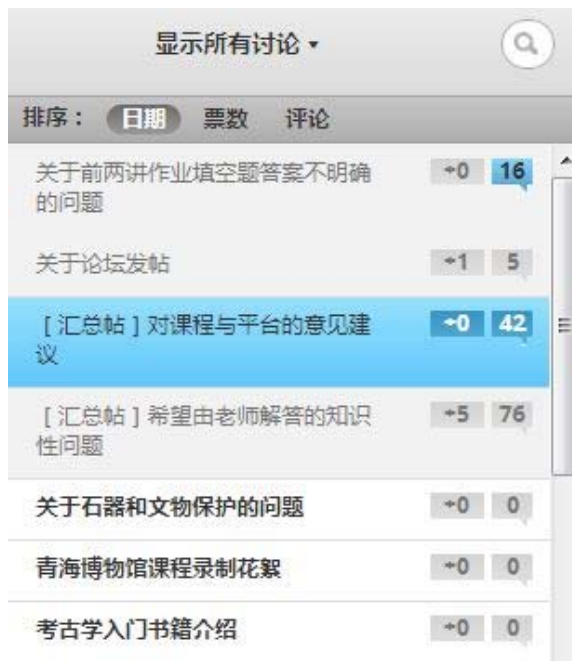 显示所有讨论
排序： 日期 票数 评论
关于前两讲作业填空题答案不明确 +0 16
的问题
关于论坛发帖 +1 5
[ 汇总帖 ] 对课程与平台的意见建 +0 42
议
[ 汇总帖 ] 希望由老师解答的知识 +5 76
性问题
关于石器和文物保护的问题 +0 0
青海博物馆课程录制花絮 +0 0
考古学入门书籍介绍 +0 0